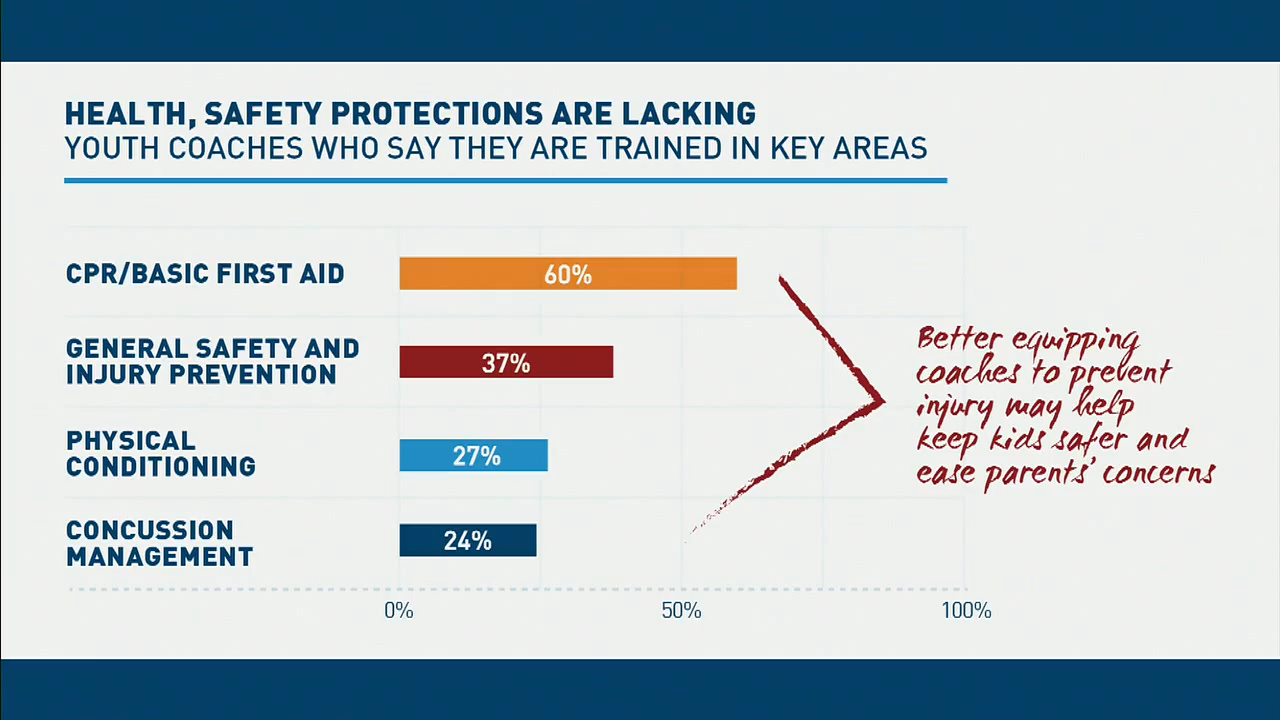 HEALTH, SAFETY PROTECTIONS ARE LACKING
YOUTH COACHES WHO SAY THEY ARE TRAINED IN KEY AREAS
CPR/BASIC FIRST AID
60%
GENERAL SAFETY AND
INJURY PREVENTION
37%
PHYSICAL
CONDITIONING
27%
CONCUSSION
MANAGEMENT
24%
0%
50%
100%
Better equipping
coaches to prevent
injury may help
keep kids safer and
ease parents' concerns